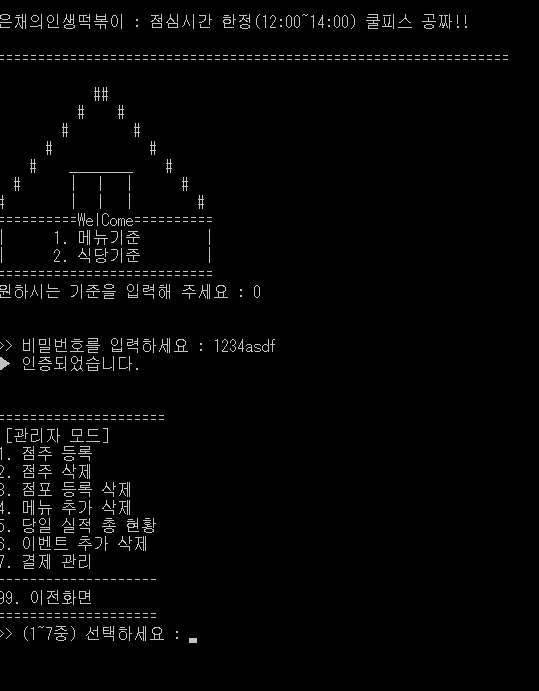 은채의인생떡볶이 : 점심시간 한정(12:00~14:00) 쿨피스 공짜!!
=================================================================
##
#    #
#        #
#            #
#    ________    #
#      |  |  |      #
#        |  |  |        #
==========WelCome==========
|      1. 메뉴기준        |
|      2. 식당기준        |
===========================
원하시는 기준을 입력해 주세요 : 0
>> 비밀번호를 입력하세요 : 1234asdf
▶ 인증되었습니다.
=====================
[관리자 모드]
1. 점주 등록
2. 점주 삭제
3. 점포 등록 삭제
4. 메뉴 추가 삭제
5. 당일 실적 총 현황
6. 이벤트 추가 삭제
7. 결제 관리
--------------------
99. 이전화면
====================
>> (1~7중) 선택하세요 : _